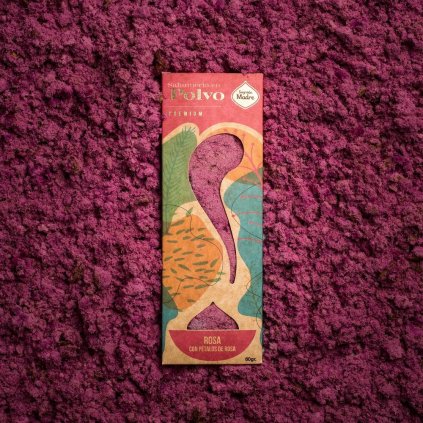 Sahumerio en
Polvo
PREMIUM
Sagrada
Madre
ROSA
CON PÉTALOS DE ROSA
60gr.